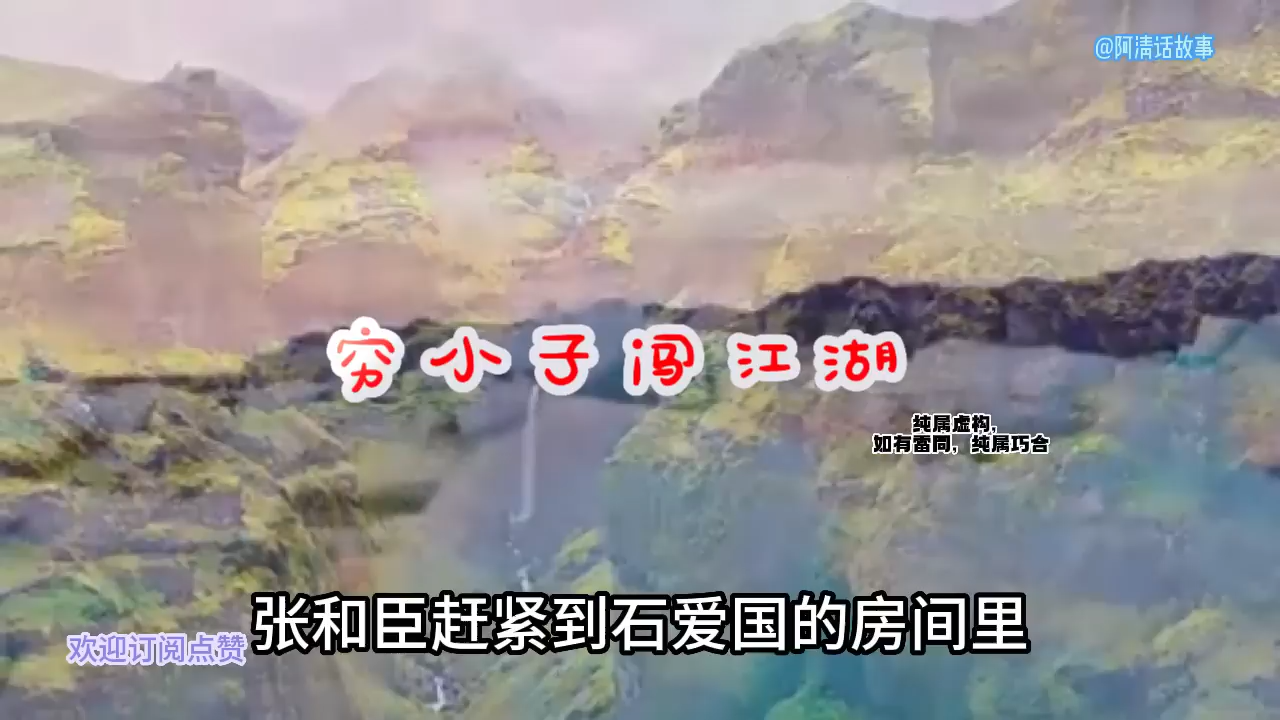 @阿清话故事
穷小子闯江湖
纯属虚构，
如有雷同，纯属巧合
张和臣赶紧到石爱国的房间里
欢迎订阅点赞